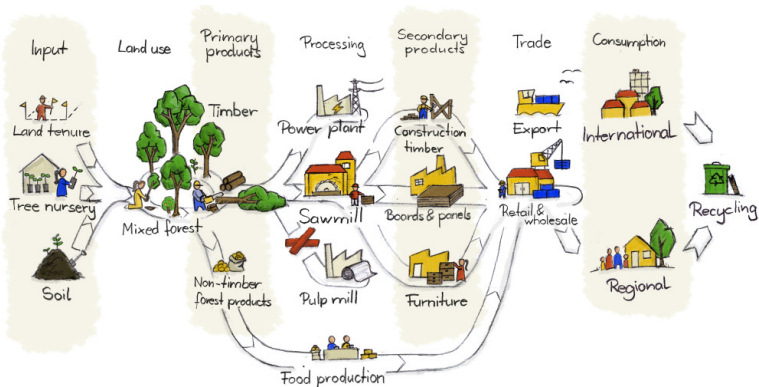 Input
Land use
Primary
products
Processing
Secondary
products
Trade
Consumption
Land tenure
Tree nursery
Soil
Mixed forest
Timber
Non-timber
forest products
Power plant
Sawmill
Pulp mill
Food production
Construction
timber
Boards & panels
Furniture
Export
Retail &
wholesale
International
Regional
Recycling